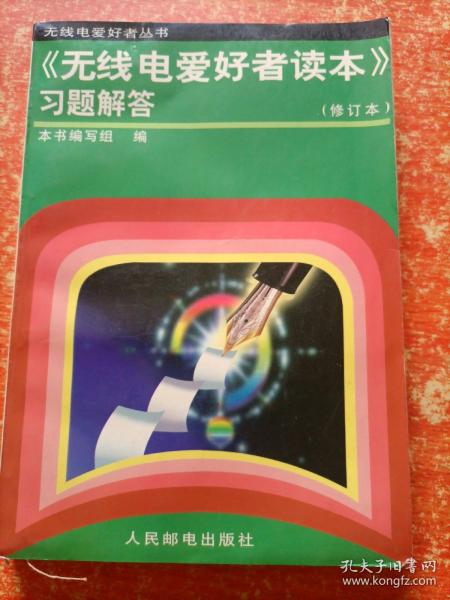 无线电爱好者丛书
《无线电爱好者读本》
习题解答
(修订本)
本书编写组 编
人民邮电出版社
孔夫子旧书网
www.kongfz.com